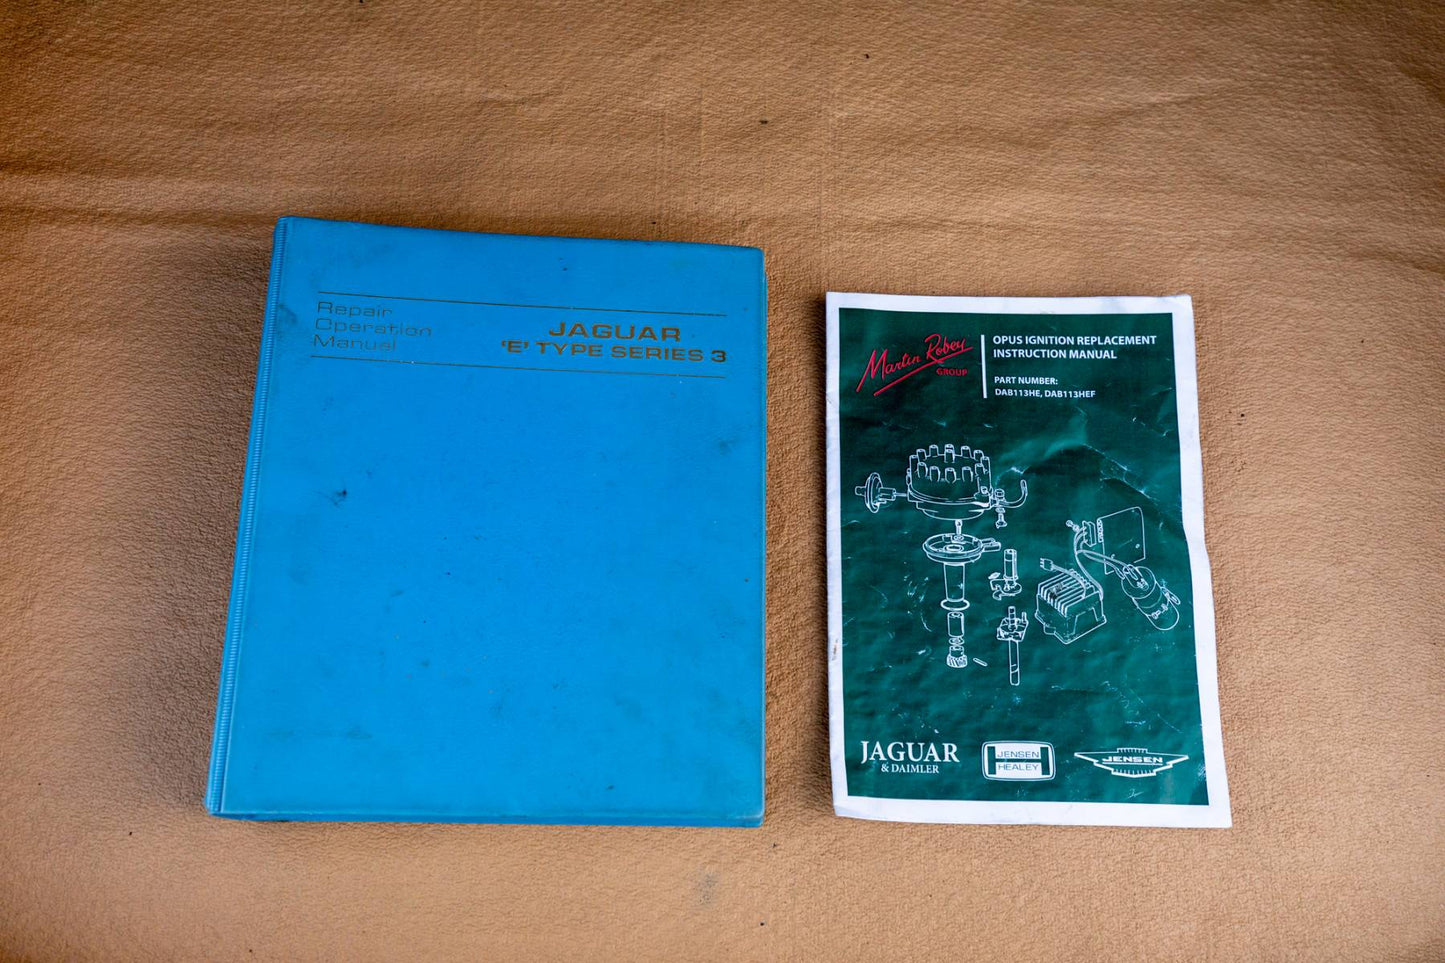 Repair
Operation
Manual
JAGUAR
'E' TYPE SERIES 3
Martin Robey
GROUP
OPUS IGNITION REPLACEMENT
INSTRUCTION MANUAL
PART NUMBER:
DAB113HE, DAB113HEF
JAGUAR
& DAIMLER
JENSEN
HEALEY
JENSEN